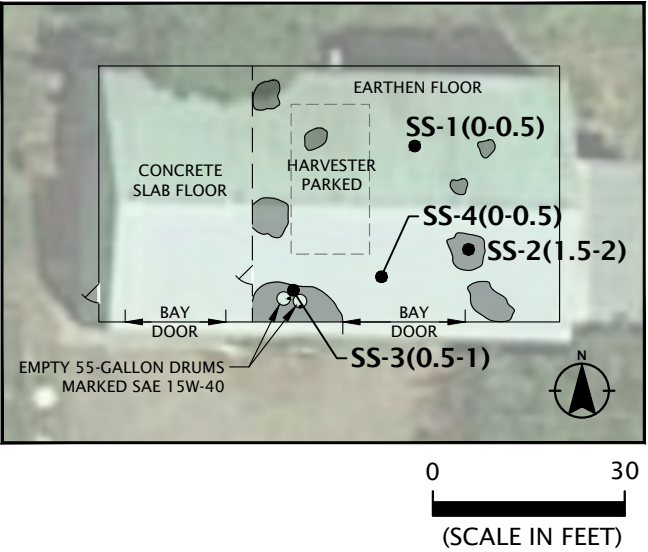 EARTHEN FLOOR
SS-1(0-0.5)
CONCRETE
SLAB FLOOR
HARVESTER
PARKED
SS-4(0-0.5)
SS-2(1.5-2)
BAY
DOOR
BAY
DOOR
EMPTY 55-GALLON DRUMS
MARKED SAE 15W-40
SS-3(0.5-1)
N
0 30
(SCALE IN FEET)